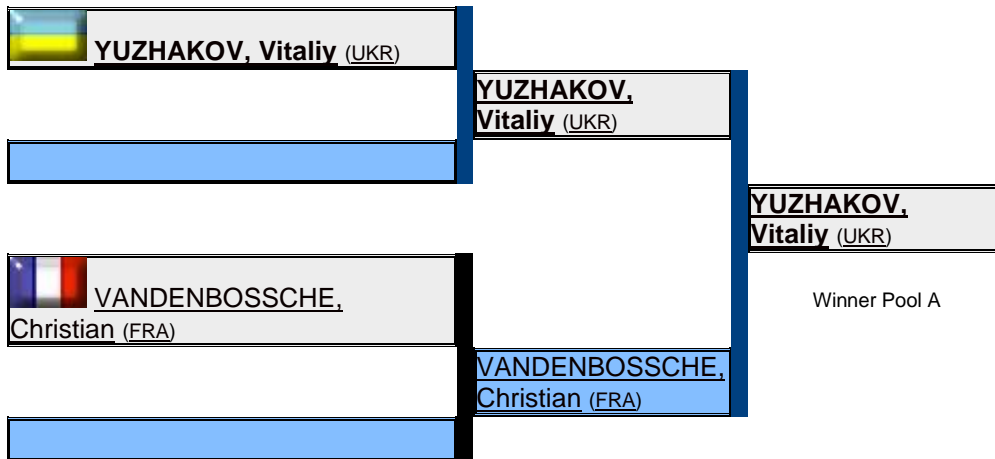 YUZHAKOV, Vitaliy (UKR)
YUZHAKOV,
Vitaliy (UKR)
YUZHAKOV,
Vitaliy (UKR)
VANDENBOSSCHE,
Christian (FRA)
Winner Pool A
VANDENBOSSCHE,
Christian (FRA)